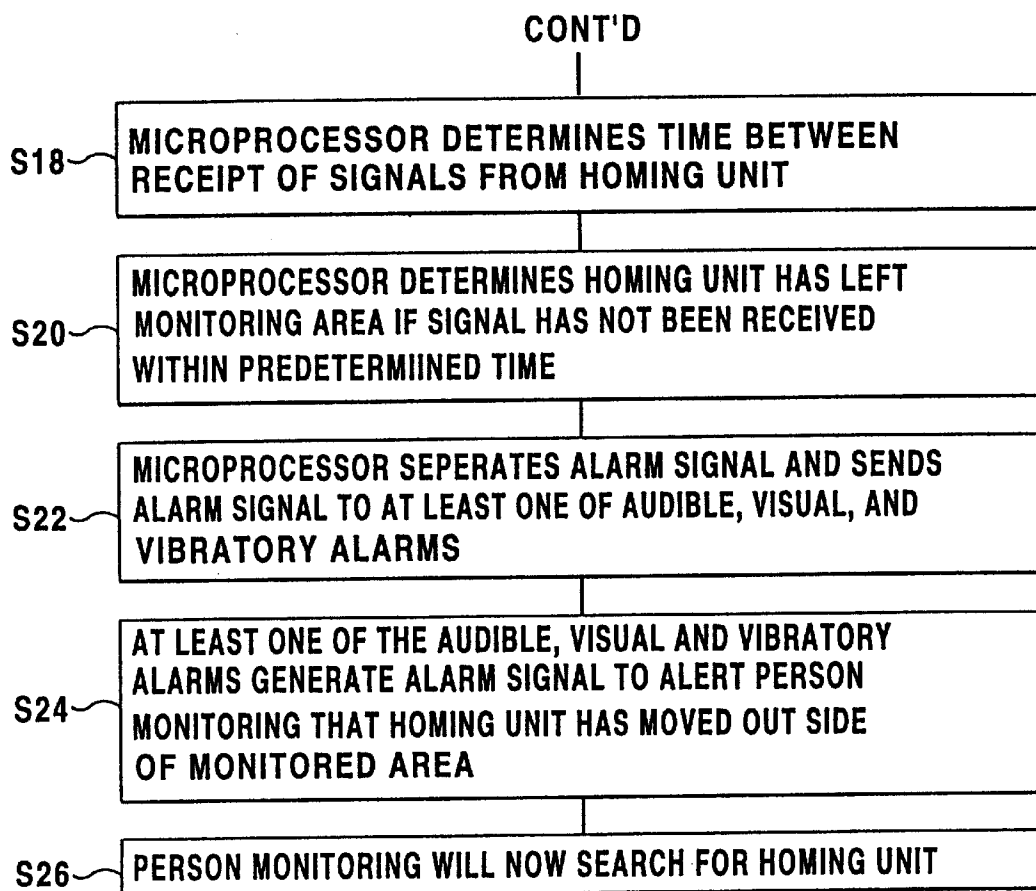 CONT'D
S18
MICROPROCESSOR DETERMINES TIME BETWEEN
RECEIPT OF SIGNALS FROM HOMING UNIT
S20
MICROPROCESSOR DETERMINES HOMING UNIT HAS LEFT
MONITORING AREA IF SIGNAL HAS NOT BEEN RECEIVED
WITHIN PREDETERMIINED TIME
S22
MICROPROCESSOR SEPERATES ALARM SIGNAL AND SENDS
ALARM SIGNAL TO AT LEAST ONE OF AUDIBLE, VISUAL, AND
VIBRATORY ALARMS
S24
AT LEAST ONE OF THE AUDIBLE, VISUAL AND VIBRATORY
ALARMS GENERATE ALARM SIGNAL TO ALERT PERSON
MONITORING THAT HOMING UNIT HAS MOVED OUT SIDE
OF MONITORED AREA
S26
PERSON MONITORING WILL NOW SEARCH FOR HOMING UNIT